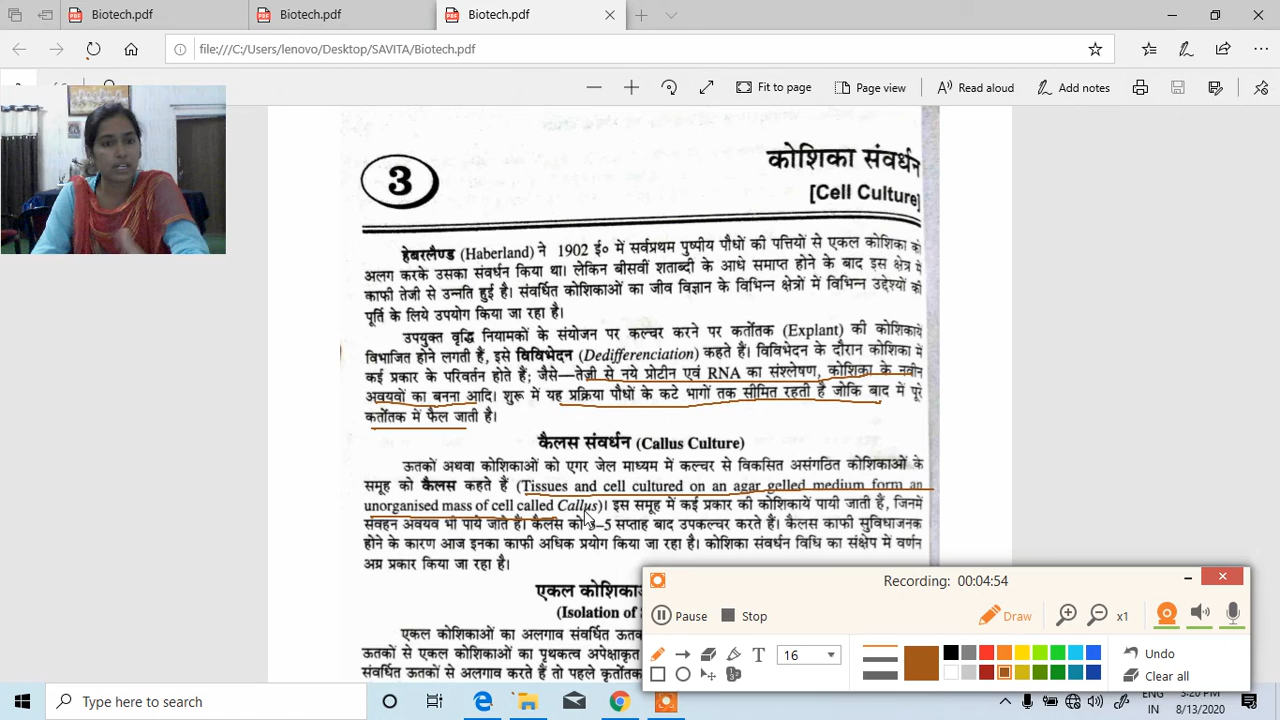 Biotech.pdf
Biotech.pdf
Biotech.pdf
file:///C:/Users/lenovo/Desktop/SAVITA/Biotech.pdf
Fit to page
Page view
Read aloud
Add notes
3
कोशिका संवर्धन
[Cell Culture]
हेबरलैण्ड (Haberland) ने 1902 ई० में सर्वप्रथम पुष्पीय पौधों की पत्तियों से एकल कोशिका को
अलग करके उसका संवर्धन किया था। लेकिन बीसवीं शताब्दी के आधे समाप्त होने के बाद इस क्षेत्र में
काफी तेजी से उन्नति हुई है। संवर्धित कोशिकाओं का जीव विज्ञान के विभिन्न क्षेत्रों में विभिन्न उद्देश्यों की
पूर्ति के लिये उपयोग किया जा रहा है।
उपयुक्त वृद्धि नियामकों के संयोजन पर कल्चर करने पर कर्तोतक (Explant) की कोशिकायें
विभाजित होने लगती हैं, इसे विविभेदन (Dedifferenciation) कहते हैं। विविभेदन के दौरान कोशिका में
कई प्रकार के परिवर्तन होते हैं; जैसे—तेजी से नये प्रोटीन एवं RNA का संश्लेषण, कोशिका के नवीन
अवयवों का बनना आदि। शुरू में यह प्रक्रिया पौधों के कटे भागों तक सीमित रहती है जोकि बाद में पूरे
कर्तोतक में फैल जाती है।
कैलस संवर्धन (Callus Culture)
ऊतकों अथवा कोशिकाओं को एगर जेल माध्यम में कल्चर से विकसित असंगठित कोशिकाओं के
समूह को कैलस कहते हैं (Tissues and cell cultured on an agar gelled medium form an
unorganised mass of cell called Callus)। इस समूह में कई प्रकार की कोशिकायें पायी जाती हैं, जिनमें
संवहन अवयव भी पाये जाते हैं। कैलस को 3–5 सप्ताह बाद उपकल्चर करते हैं। कैलस काफी सुविधाजनक
होने के कारण आज इनका काफी अधिक प्रयोग किया जा रहा है। कोशिका संवर्धन विधि का संक्षेप में वर्णन
अग्र प्रकार किया जा रहा है।
एकल
(Isolation of
एकल कोशिकाओं का अलगाव संवर्धित
ऊतकों से एकल कोशिकाओं का पृथकत्व अपेक्षाकृत
संवर्धित ऊतकों से अलगाव करते हैं तो पहले
Recording: 00:04:54
Pause
Stop
Draw
x1
T
16
Undo
Clear all
Type here to search
ENG
IN
8/13/2020